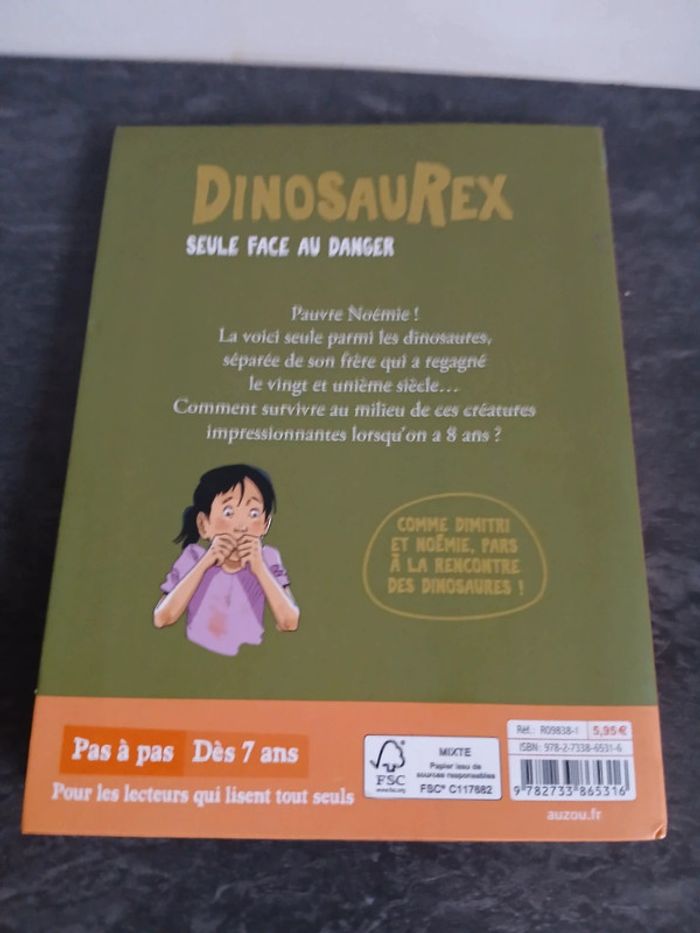 DINOSAUREX
SEULE FACE AU DANGER
Pauvre Noémie !
La voici seule parmi les dinosaures,
séparée de son frère qui a regagné
le vingt et unième siècle...
Comment survivre au milieu de ces créatures
impressionnantes lorsqu'on a 8 ans ?
COMME DIMITRI
ET NOÉMIE, PARS
À LA RENCONTRE
DES DINOSAURES !
Pas à pas Dès 7 ans
Pour les lecteurs qui lisent tout seuls
FSC
www.fsc.org
MIXTE
Papier issu de
sources responsables
FSC® C117882
Réf.: R09838-1 5,95€
ISBN : 978-2-7338-6531-6
9 782733 865316
auzou.fr